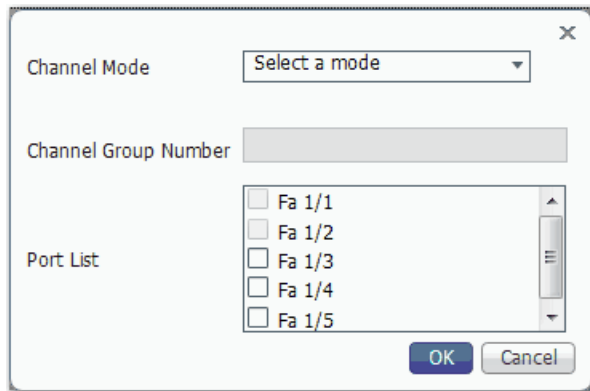 x
Channel Mode Select a mode
Channel Group Number
Port List
Fa 1/1
Fa 1/2
Fa 1/3
Fa 1/4
Fa 1/5
OK Cancel